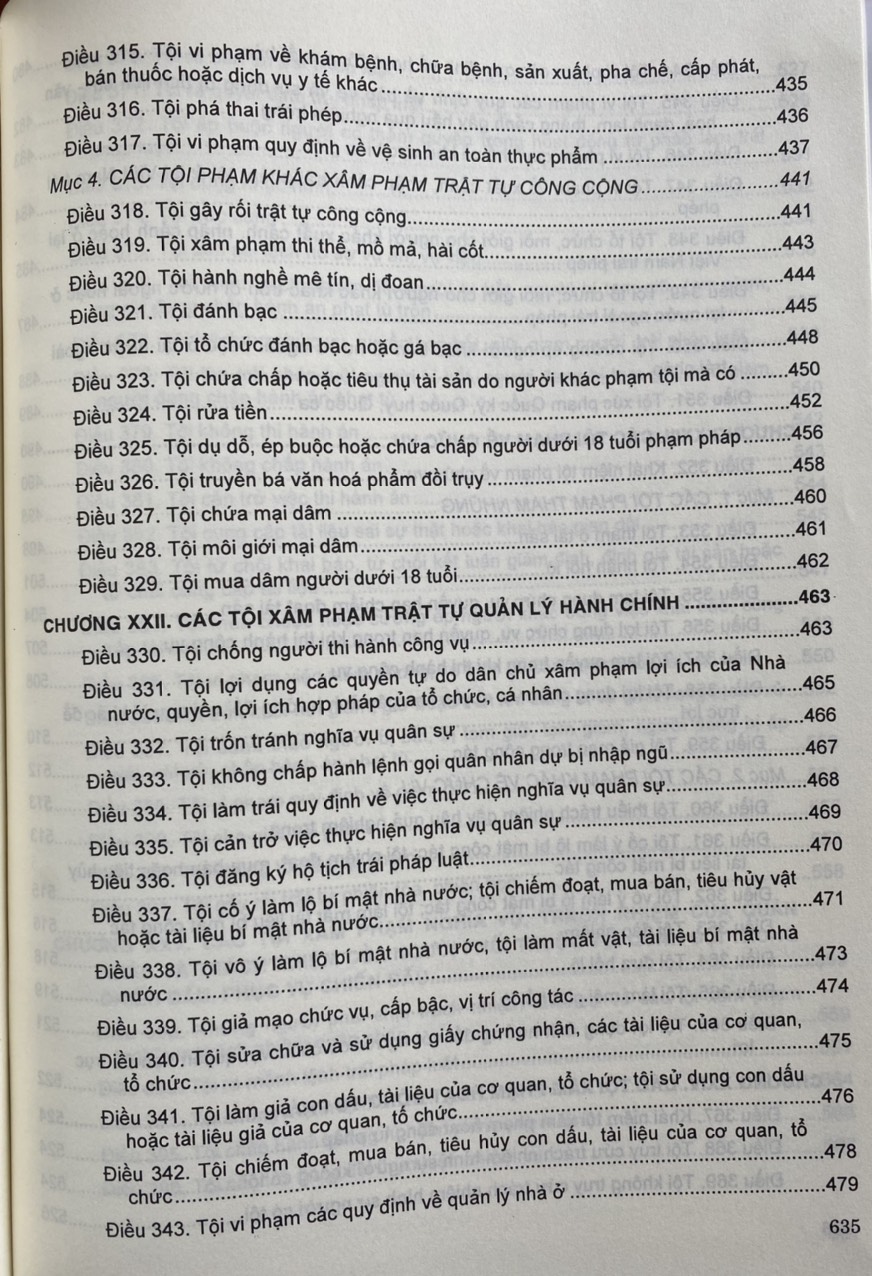 Điều 315. Tội vi phạm về khám bệnh, chữa bệnh, sản xuất, pha chế, cấp phát,
bán thuốc hoặc dịch vụ y tế khác ........ 435
Điều 316. Tội phá thai trái phép ........ 436
Điều 317. Tội vi phạm quy định về vệ sinh an toàn thực phẩm ........ 437
Mục 4. CÁC TỘI PHẠM KHÁC XÂM PHẠM TRẬT TỰ CÔNG CỘNG ........ 441
Điều 318. Tội gây rối trật tự công cộng ........ 441
Điều 319. Tội xâm phạm thi thể, mồ mả, hài cốt ........ 443
Điều 320. Tội hành nghề mê tín, dị đoan ........ 444
Điều 321. Tội đánh bạc ........ 445
Điều 322. Tội tổ chức đánh bạc hoặc gá bạc ........ 448
Điều 323. Tội chứa chấp hoặc tiêu thụ tài sản do người khác phạm tội mà có ........ 450
Điều 324. Tội rửa tiền ........ 452
Điều 325. Tội dụ dỗ, ép buộc hoặc chứa chấp người dưới 18 tuổi phạm pháp ........ 456
Điều 326. Tội truyền bá văn hoá phẩm đồi trụy ........ 458
Điều 327. Tội chứa mại dâm ........ 460
Điều 328. Tội môi giới mại dâm ........ 461
Điều 329. Tội mua dâm người dưới 18 tuổi ........ 462
CHƯƠNG XXII. CÁC TỘI XÂM PHẠM TRẬT TỰ QUẢN LÝ HÀNH CHÍNH ........ 463
Điều 330. Tội chống người thi hành công vụ ........ 463
Điều 331. Tội lợi dụng các quyền tự do dân chủ xâm phạm lợi ích của Nhà
nước, quyền, lợi ích hợp pháp của tổ chức, cá nhân ........ 465
Điều 332. Tội trốn tránh nghĩa vụ quân sự ........ 466
Điều 333. Tội không chấp hành lệnh gọi quân nhân dự bị nhập ngũ ........ 467
Điều 334. Tội làm trái quy định về việc thực hiện nghĩa vụ quân sự ........ 468
Điều 335. Tội cản trở việc thực hiện nghĩa vụ quân sự ........ 469
Điều 336. Tội đăng ký hộ tịch trái pháp luật ........ 470
Điều 337. Tội cố ý làm lộ bí mật nhà nước; tội chiếm đoạt, mua bán, tiêu hủy vật
hoặc tài liệu bí mật nhà nước ........ 471
Điều 338. Tội vô ý làm lộ bí mật nhà nước, tội làm mất vật, tài liệu bí mật nhà
nước ........ 473
Điều 339. Tội giả mạo chức vụ, cấp bậc, vị trí công tác ........ 474
Điều 340. Tội sửa chữa và sử dụng giấy chứng nhận, các tài liệu của cơ quan,
tổ chức ........ 475
Điều 341. Tội làm giả con dấu, tài liệu của cơ quan, tổ chức; tội sử dụng con dấu
hoặc tài liệu giả của cơ quan, tổ chức ........ 476
Điều 342. Tội chiếm đoạt, mua bán, tiêu hủy con dấu, tài liệu của cơ quan, tổ
chức ........ 478
Điều 343. Tội vi phạm các quy định về quản lý nhà ở ........ 479
635